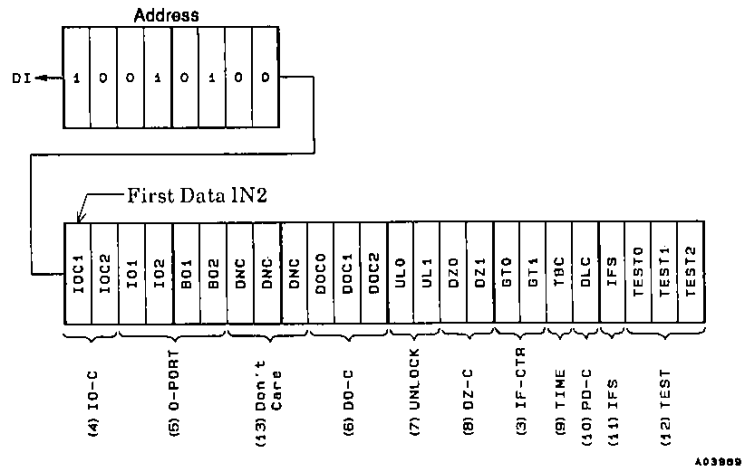 Address
DI 1 0 0 1 0 1 0 0
First Data IN2
IOC1 IOC2 IO1 IO2 BO1 BO2 DNC DNC DNC DOC0 DOC1 DOC2 UL0 UL1 DZ0 DZ1 GT0 GT1 TBC DLC IFS TEST0 TEST1 TEST2
(4) IO-C
(5) O-PORT
(13) Don't
Care
(6) DO-C
(7) UNLOCK
(8) DZ-C
(3) IF-CTR
(9) TIME
(10) PD-C
(11) IFS
(12) TEST
A03989